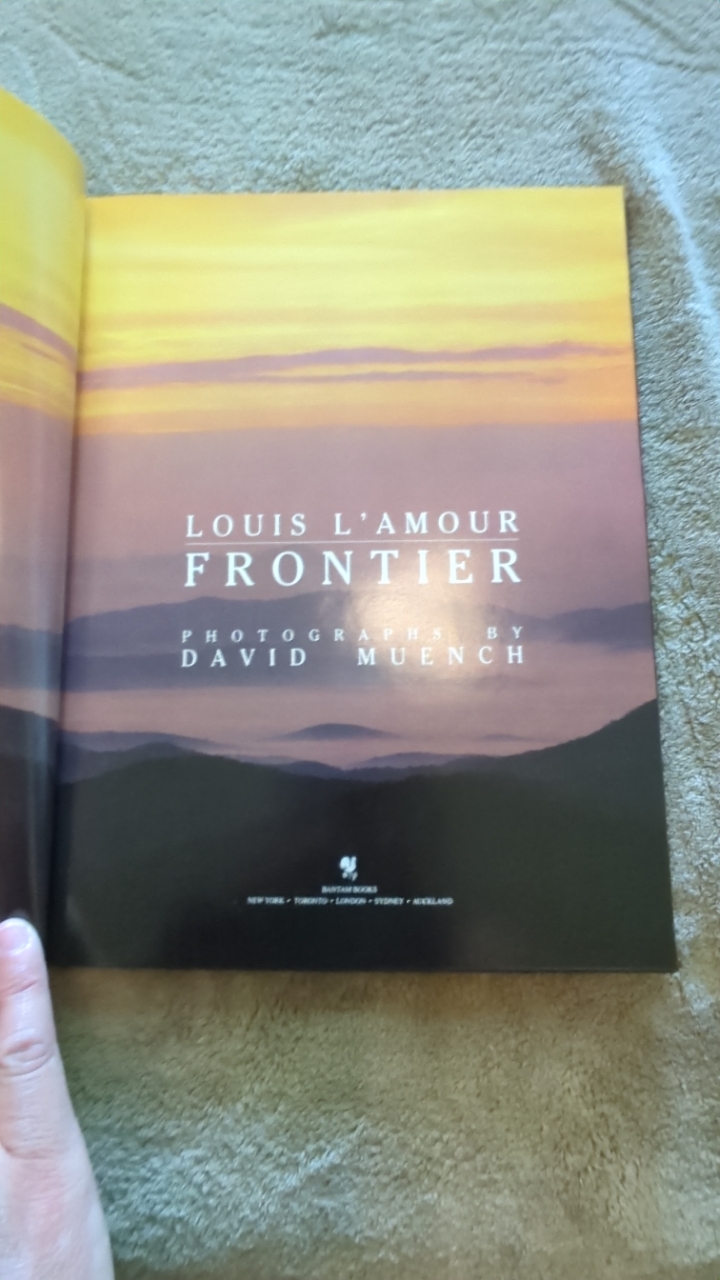 LOUIS L'AMOUR
FRONTIER
PHOTOGRAPHS BY
DAVID MUENCH
BANTAM BOOKS
NEW YORK • TORONTO • LONDON • SYDNEY • AUCKLAND